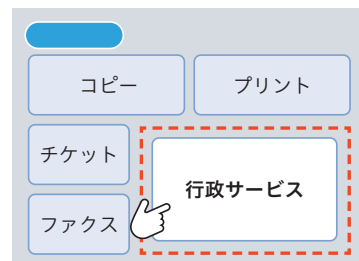 コピー
プリント
チケット
行政サービス
ファクス